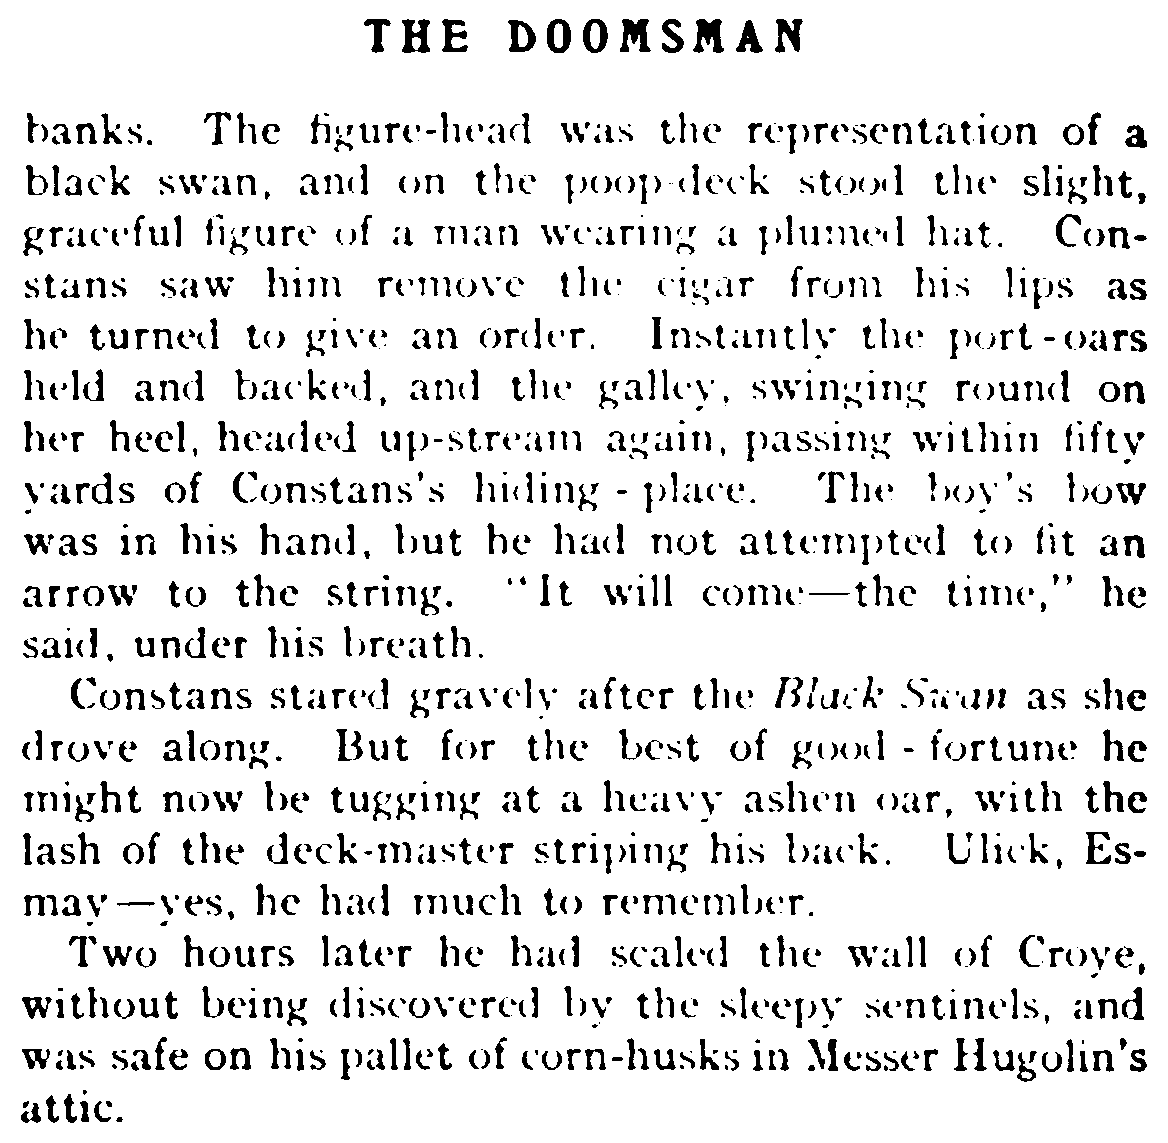 THE DOOMSMAN
banks. The figure-head was the representation of a
black swan, and on the poop-deck stood the slight,
graceful figure of a man wearing a plumed hat. Con-
stans saw him remove the cigar from his lips as
he turned to give an order. Instantly the port-oars
held and backed, and the galley, swinging round on
her heel, headed up-stream again, passing within fifty
yards of Constans's hiding-place. The boy's bow
was in his hand, but he had not attempted to fit an
arrow to the string. "It will come—the time," he
said, under his breath.
Constans stared gravely after the Black Swan as she
drove along. But for the best of good-fortune he
might now be tugging at a heavy ashen oar, with the
lash of the deck-master striping his back. Ulick, Es-
may—yes, he had much to remember.
Two hours later he had scaled the wall of Croye,
without being discovered by the sleepy sentinels, and
was safe on his pallet of corn-husks in Messer Hugolin's
attic.